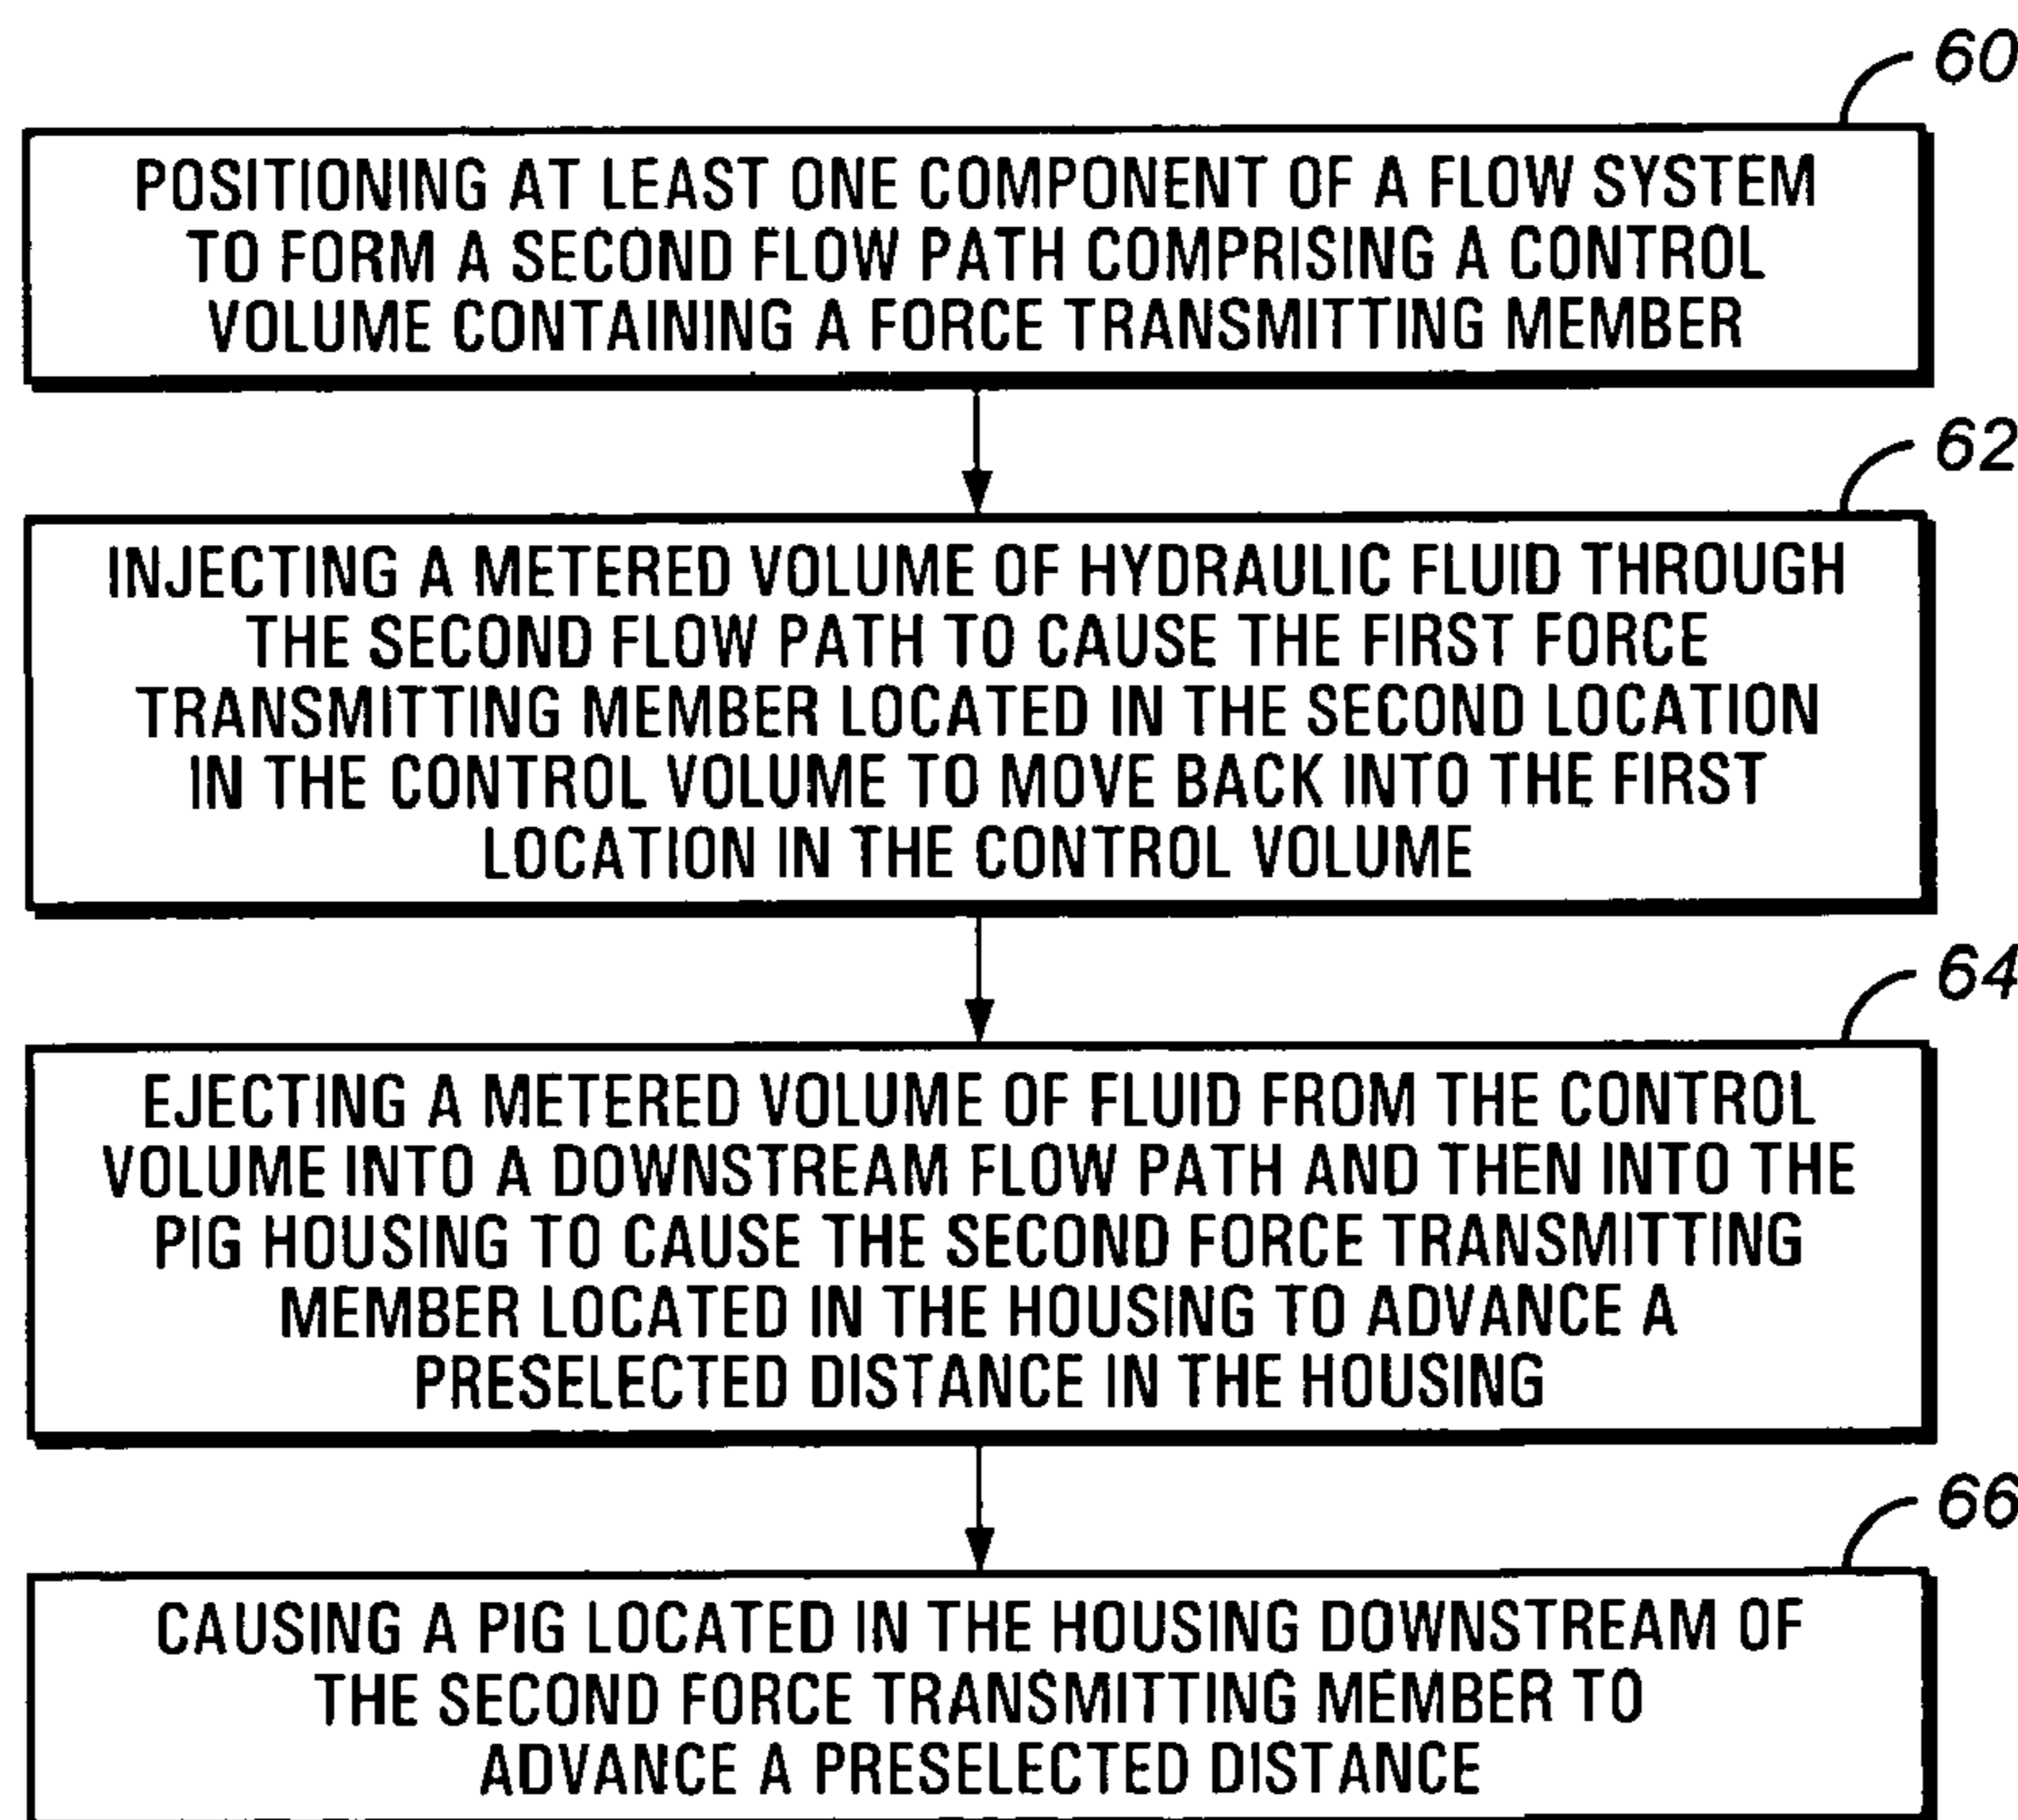 60
POSITIONING AT LEAST ONE COMPONENT OF A FLOW SYSTEM
TO FORM A SECOND FLOW PATH COMPRISING A CONTROL
VOLUME CONTAINING A FORCE TRANSMITTING MEMBER
62
INJECTING A METERED VOLUME OF HYDRAULIC FLUID THROUGH
THE SECOND FLOW PATH TO CAUSE THE FIRST FORCE
TRANSMITTING MEMBER LOCATED IN THE SECOND LOCATION
IN THE CONTROL VOLUME TO MOVE BACK INTO THE FIRST
LOCATION IN THE CONTROL VOLUME
64
EJECTING A METERED VOLUME OF FLUID FROM THE CONTROL
VOLUME INTO A DOWNSTREAM FLOW PATH AND THEN INTO THE
PIG HOUSING TO CAUSE THE SECOND FORCE TRANSMITTING
MEMBER LOCATED IN THE HOUSING TO ADVANCE A
PRESELECTED DISTANCE IN THE HOUSING
66
CAUSING A PIG LOCATED IN THE HOUSING DOWNSTREAM OF
THE SECOND FORCE TRANSMITTING MEMBER TO
ADVANCE A PRESELECTED DISTANCE